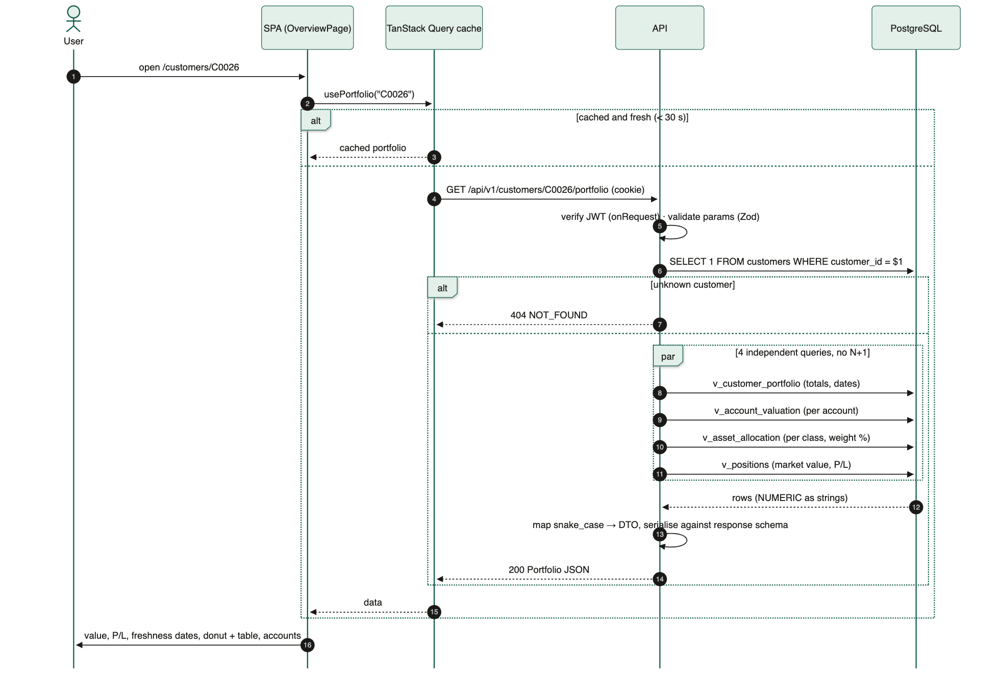 User
SPA (OverviewPage)
TanStack Query cache
API
PostgreSQL
open /customers/C0026
1
usePortfolio("C0026")
2
alt
[cached and fresh (< 30 s)]
cached portfolio
3
GET /api/v1/customers/C0026/portfolio (cookie)
4
verify JWT (onRequest) · validate params (Zod)
5
SELECT 1 FROM customers WHERE customer_id = $1
6
alt
[unknown customer]
404 NOT_FOUND
7
par
[4 independent queries, no N+1]
v_customer_portfolio (totals, dates)
8
v_account_valuation (per account)
9
v_asset_allocation (per class, weight %)
10
v_positions (market value, P/L)
11
rows (NUMERIC as strings)
12
map snake_case → DTO, serialise against response schema
13
200 Portfolio JSON
14
data
15
value, P/L, freshness dates, donut + table, accounts
16